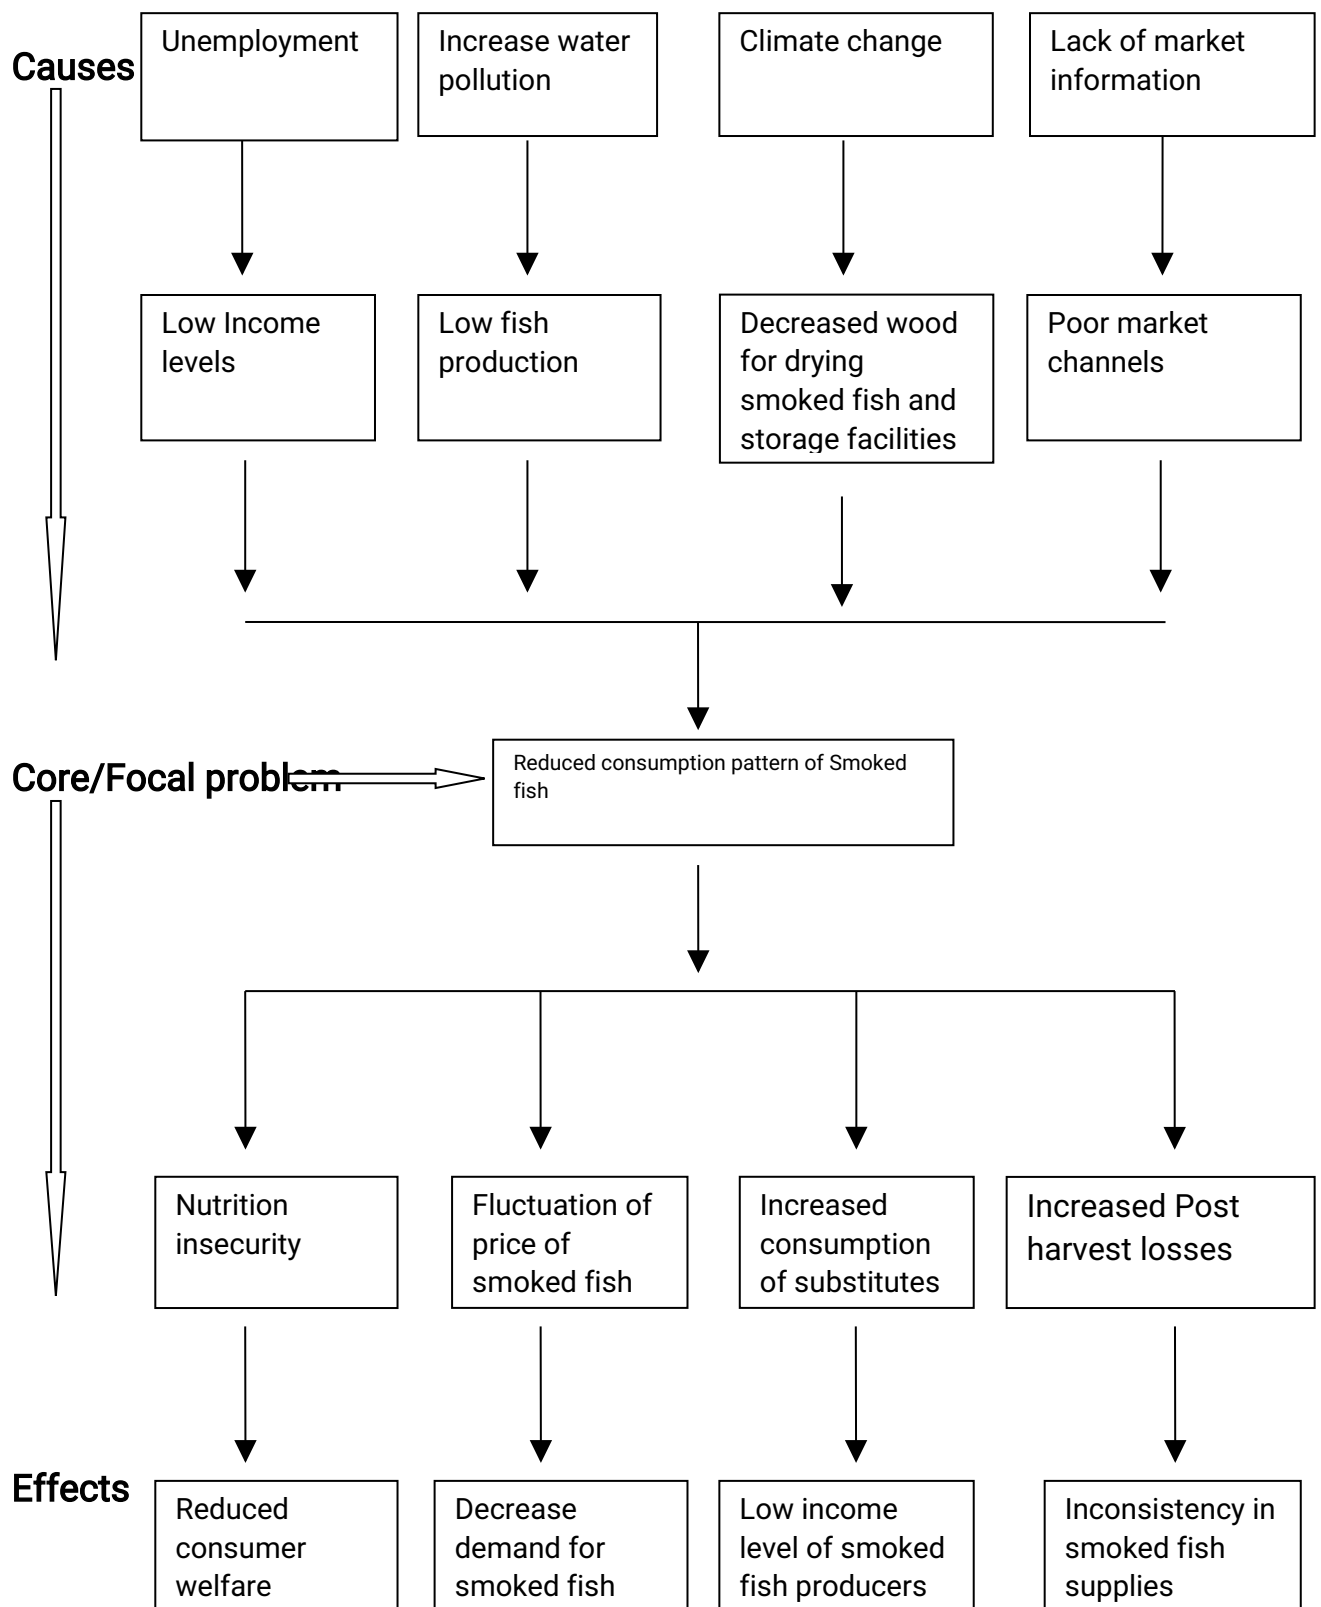 Causes
Unemployment
Increase water
pollution
Climate change
Lack of market
information
Low Income
levels
Low fish
production
Decreased wood
for drying
smoked fish and
storage facilities
Poor market
channels
Core/Focal problem
Reduced consumption pattern of Smoked
fish
Nutrition
insecurity
Fluctuation of
price of
smoked fish
Increased
consumption
of substitutes
Increased Post
harvest losses
Effects
Reduced
consumer
welfare
Decrease
demand for
smoked fish
Low income
level of smoked
fish producers
Inconsistency in
smoked fish
supplies